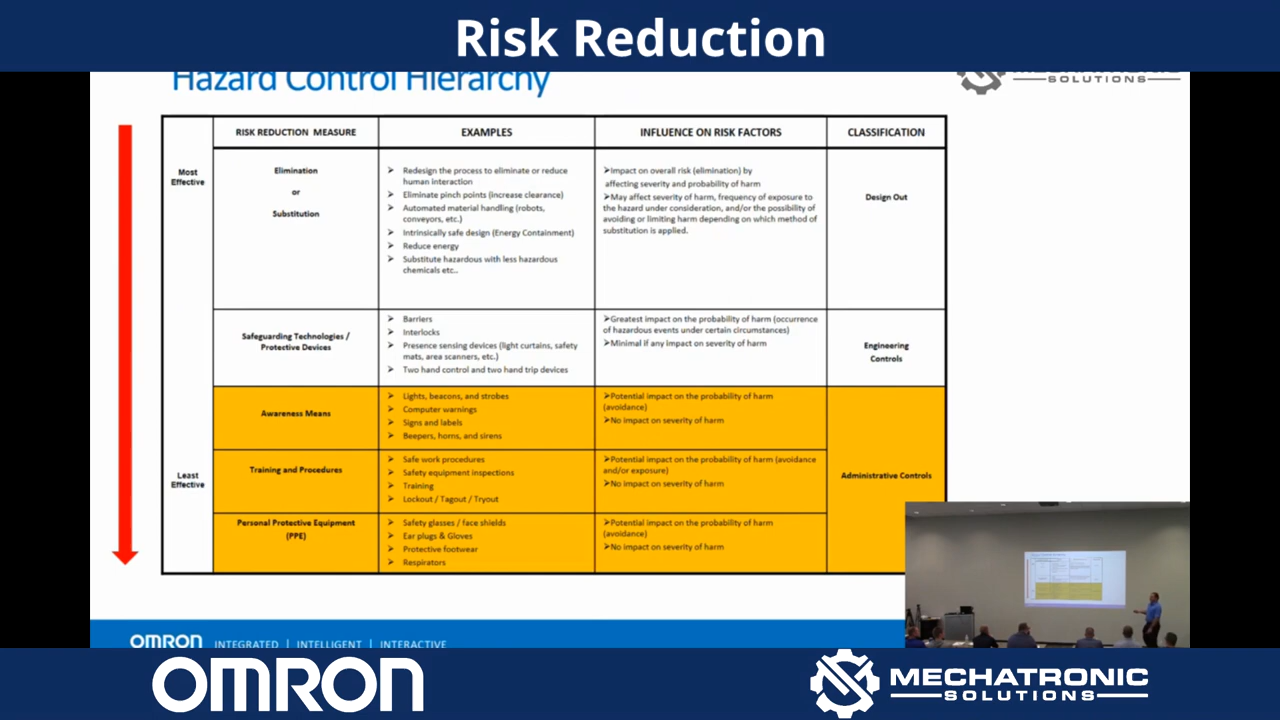 Risk Reduction
Hazard Control Hierarchy
MECHATRONIC
SOLUTIONS
RISK REDUCTION MEASURE
EXAMPLES
INFLUENCE ON RISK FACTORS
CLASSIFICATION
Most
Effective
Elimination
or
Substitution
➢ Redesign the process to eliminate or reduce
human interaction
➢ Eliminate pinch points (increase clearance)
➢ Automated material handling (robots,
conveyors, etc.)
➢ Intrinsically safe design (Energy Containment)
➢ Reduce energy
➢ Substitute hazardous with less hazardous
chemicals etc..
➢Impact on overall risk (elimination) by
affecting severity and probability of harm
➢May affect severity of harm, frequency of exposure to
the hazard under consideration, and/or the possibility of
avoiding or limiting harm depending on which method of
substitution is applied.
Design Out
Safeguarding Technologies /
Protective Devices
➢ Barriers
➢ Interlocks
➢ Presence sensing devices (light curtains, safety
mats, area scanners, etc.)
➢ Two hand control and two hand trip devices
➢Greatest impact on the probability of harm (occurrence
of hazardous events under certain circumstances)
➢Minimal if any impact on severity of harm
Engineering
Controls
Awareness Means
➢ Lights, beacons, and strobes
➢ Computer warnings
➢ Signs and labels
➢ Beepers, horns, and sirens
➢Potential impact on the probability of harm
(avoidance)
➢No impact on severity of harm
Least
Effective
Training and Procedures
➢ Safe work procedures
➢ Safety equipment inspections
➢ Training
➢ Lockout / Tagout / Tryout
➢Potential impact on the probability of harm (avoidance
and/or exposure)
➢No impact on severity of harm
Administrative Controls
Personal Protective Equipment
(PPE)
➢ Safety glasses / face shields
➢ Ear plugs & Gloves
➢ Protective footwear
➢ Respirators
➢Potential impact on the probability of harm
(avoidance)
➢No impact on severity of harm
OMRON INTEGRATED | INTELLIGENT | INTERACTIVE
OMRON
MECHATRONIC
SOLUTIONS